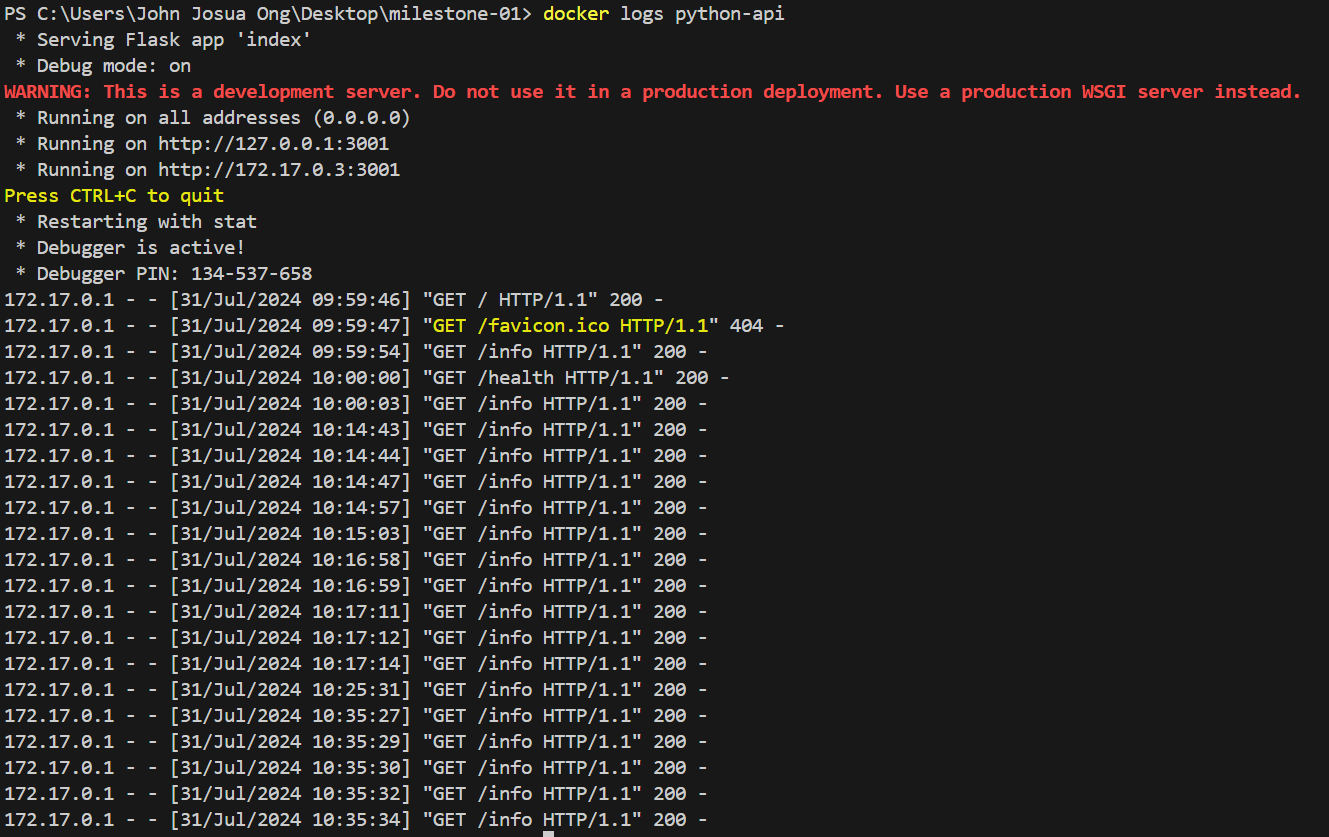 PS C:\Users\John Josua Ong\Desktop\milestone-01> docker logs python-api
 * Serving Flask app 'index'
 * Debug mode: on
WARNING: This is a development server. Do not use it in a production deployment. Use a production WSGI server instead.
 * Running on all addresses (0.0.0.0)
 * Running on http://127.0.0.1:3001
 * Running on http://172.17.0.3:3001
Press CTRL+C to quit
 * Restarting with stat
 * Debugger is active!
 * Debugger PIN: 134-537-658
172.17.0.1 - - [31/Jul/2024 09:59:46] "GET / HTTP/1.1" 200 -
172.17.0.1 - - [31/Jul/2024 09:59:47] "GET /favicon.ico HTTP/1.1" 404 -
172.17.0.1 - - [31/Jul/2024 09:59:54] "GET /info HTTP/1.1" 200 -
172.17.0.1 - - [31/Jul/2024 10:00:00] "GET /health HTTP/1.1" 200 -
172.17.0.1 - - [31/Jul/2024 10:00:03] "GET /info HTTP/1.1" 200 -
172.17.0.1 - - [31/Jul/2024 10:14:43] "GET /info HTTP/1.1" 200 -
172.17.0.1 - - [31/Jul/2024 10:14:44] "GET /info HTTP/1.1" 200 -
172.17.0.1 - - [31/Jul/2024 10:14:47] "GET /info HTTP/1.1" 200 -
172.17.0.1 - - [31/Jul/2024 10:14:57] "GET /info HTTP/1.1" 200 -
172.17.0.1 - - [31/Jul/2024 10:15:03] "GET /info HTTP/1.1" 200 -
172.17.0.1 - - [31/Jul/2024 10:16:58] "GET /info HTTP/1.1" 200 -
172.17.0.1 - - [31/Jul/2024 10:16:59] "GET /info HTTP/1.1" 200 -
172.17.0.1 - - [31/Jul/2024 10:17:11] "GET /info HTTP/1.1" 200 -
172.17.0.1 - - [31/Jul/2024 10:17:12] "GET /info HTTP/1.1" 200 -
172.17.0.1 - - [31/Jul/2024 10:17:14] "GET /info HTTP/1.1" 200 -
172.17.0.1 - - [31/Jul/2024 10:25:31] "GET /info HTTP/1.1" 200 -
172.17.0.1 - - [31/Jul/2024 10:35:27] "GET /info HTTP/1.1" 200 -
172.17.0.1 - - [31/Jul/2024 10:35:29] "GET /info HTTP/1.1" 200 -
172.17.0.1 - - [31/Jul/2024 10:35:30] "GET /info HTTP/1.1" 200 -
172.17.0.1 - - [31/Jul/2024 10:35:32] "GET /info HTTP/1.1" 200 -
172.17.0.1 - - [31/Jul/2024 10:35:34] "GET /info HTTP/1.1" 200 -